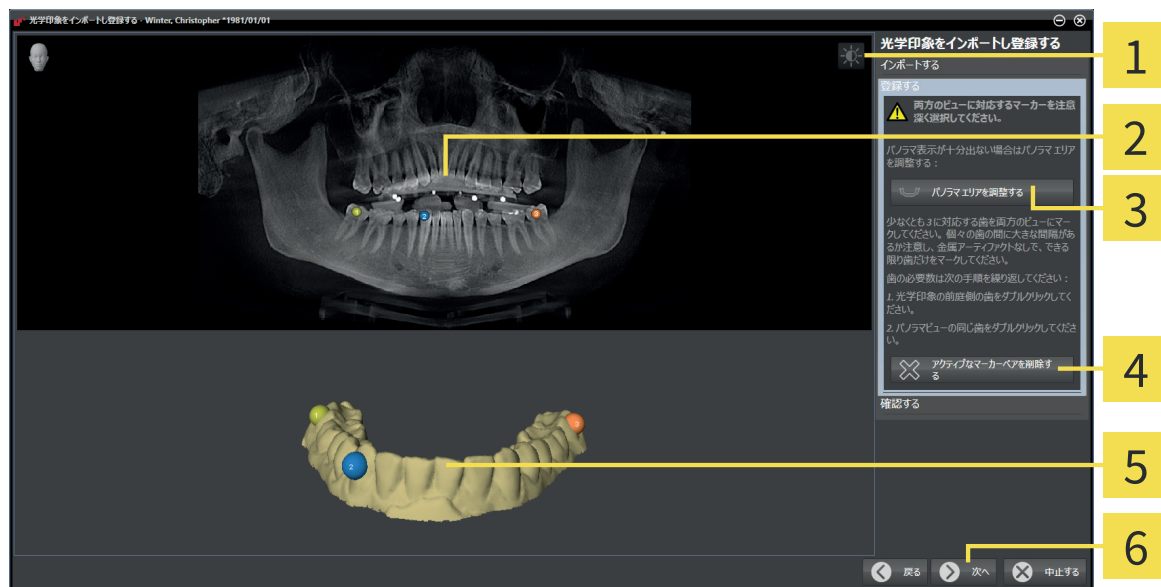 光学印象をインポートし登録する - Winter, Christopher *1981/01/01
光学印象をインポートし登録する
インポートする
登録する
両方のビューに対応するマーカーを注意
深く選択してください。
パノラマ表示が十分出ない場合はパノラマエリア
を調整する：
パノラマエリアを調整する
少なくとも3に対応する歯を両方のビューにマー
クしてください。個々の歯の間に大きな間隔があ
るか注意し、金属アーティファクトなしで、できる
限り歯だけをマークしてください。
歯の必要数は次の手順を繰り返してください：
1. 光学印象の前庭側の歯をダブルクリックしてく
ださい。
2. パノラマビューの同じ歯をダブルクリックしてくださ
い。
アクティブなマーカーペアを削除す
る
確認する
1
2
3
1
2
3
戻る
次へ
中止する
1
2
3
4
5
6